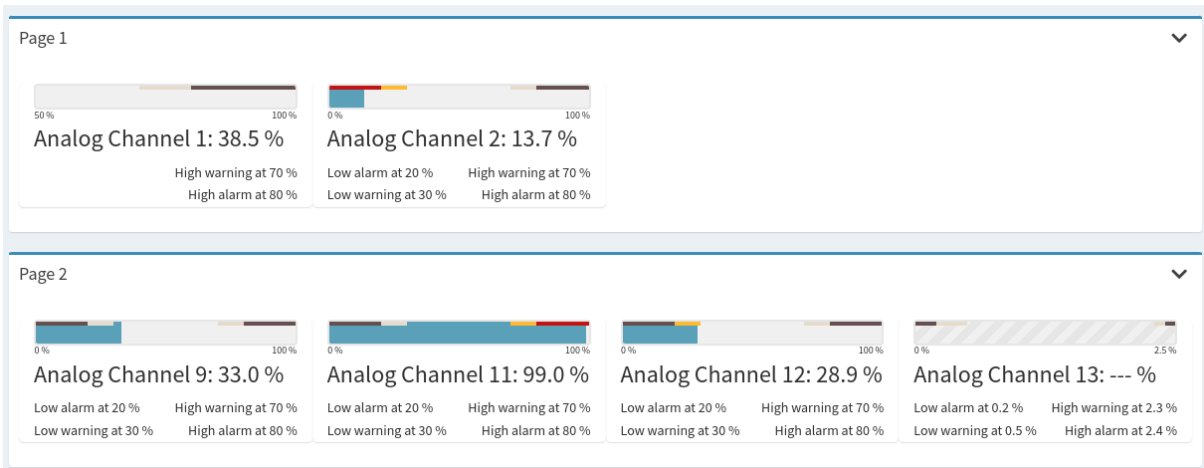 Page 1
50 % 100 %
0 % 100 %
Analog Channel 1: 38.5 %
Analog Channel 2: 13.7 %
High warning at 70 %
Low alarm at 20 % High warning at 70 %
High alarm at 80 %
Low warning at 30 % High alarm at 80 %
Page 2
0 % 100 %
0 % 100 %
0 % 100 %
0 % 2.5 %
Analog Channel 9: 33.0 %
Analog Channel 11: 99.0 %
Analog Channel 12: 28.9 %
Analog Channel 13: --- %
Low alarm at 20 % High warning at 70 %
Low alarm at 20 % High warning at 70 %
Low alarm at 20 % High warning at 70 %
Low alarm at 0.2 % High warning at 2.3 %
Low warning at 30 % High alarm at 80 %
Low warning at 30 % High alarm at 80 %
Low warning at 30 % High alarm at 80 %
Low warning at 0.5 % High alarm at 2.4 %